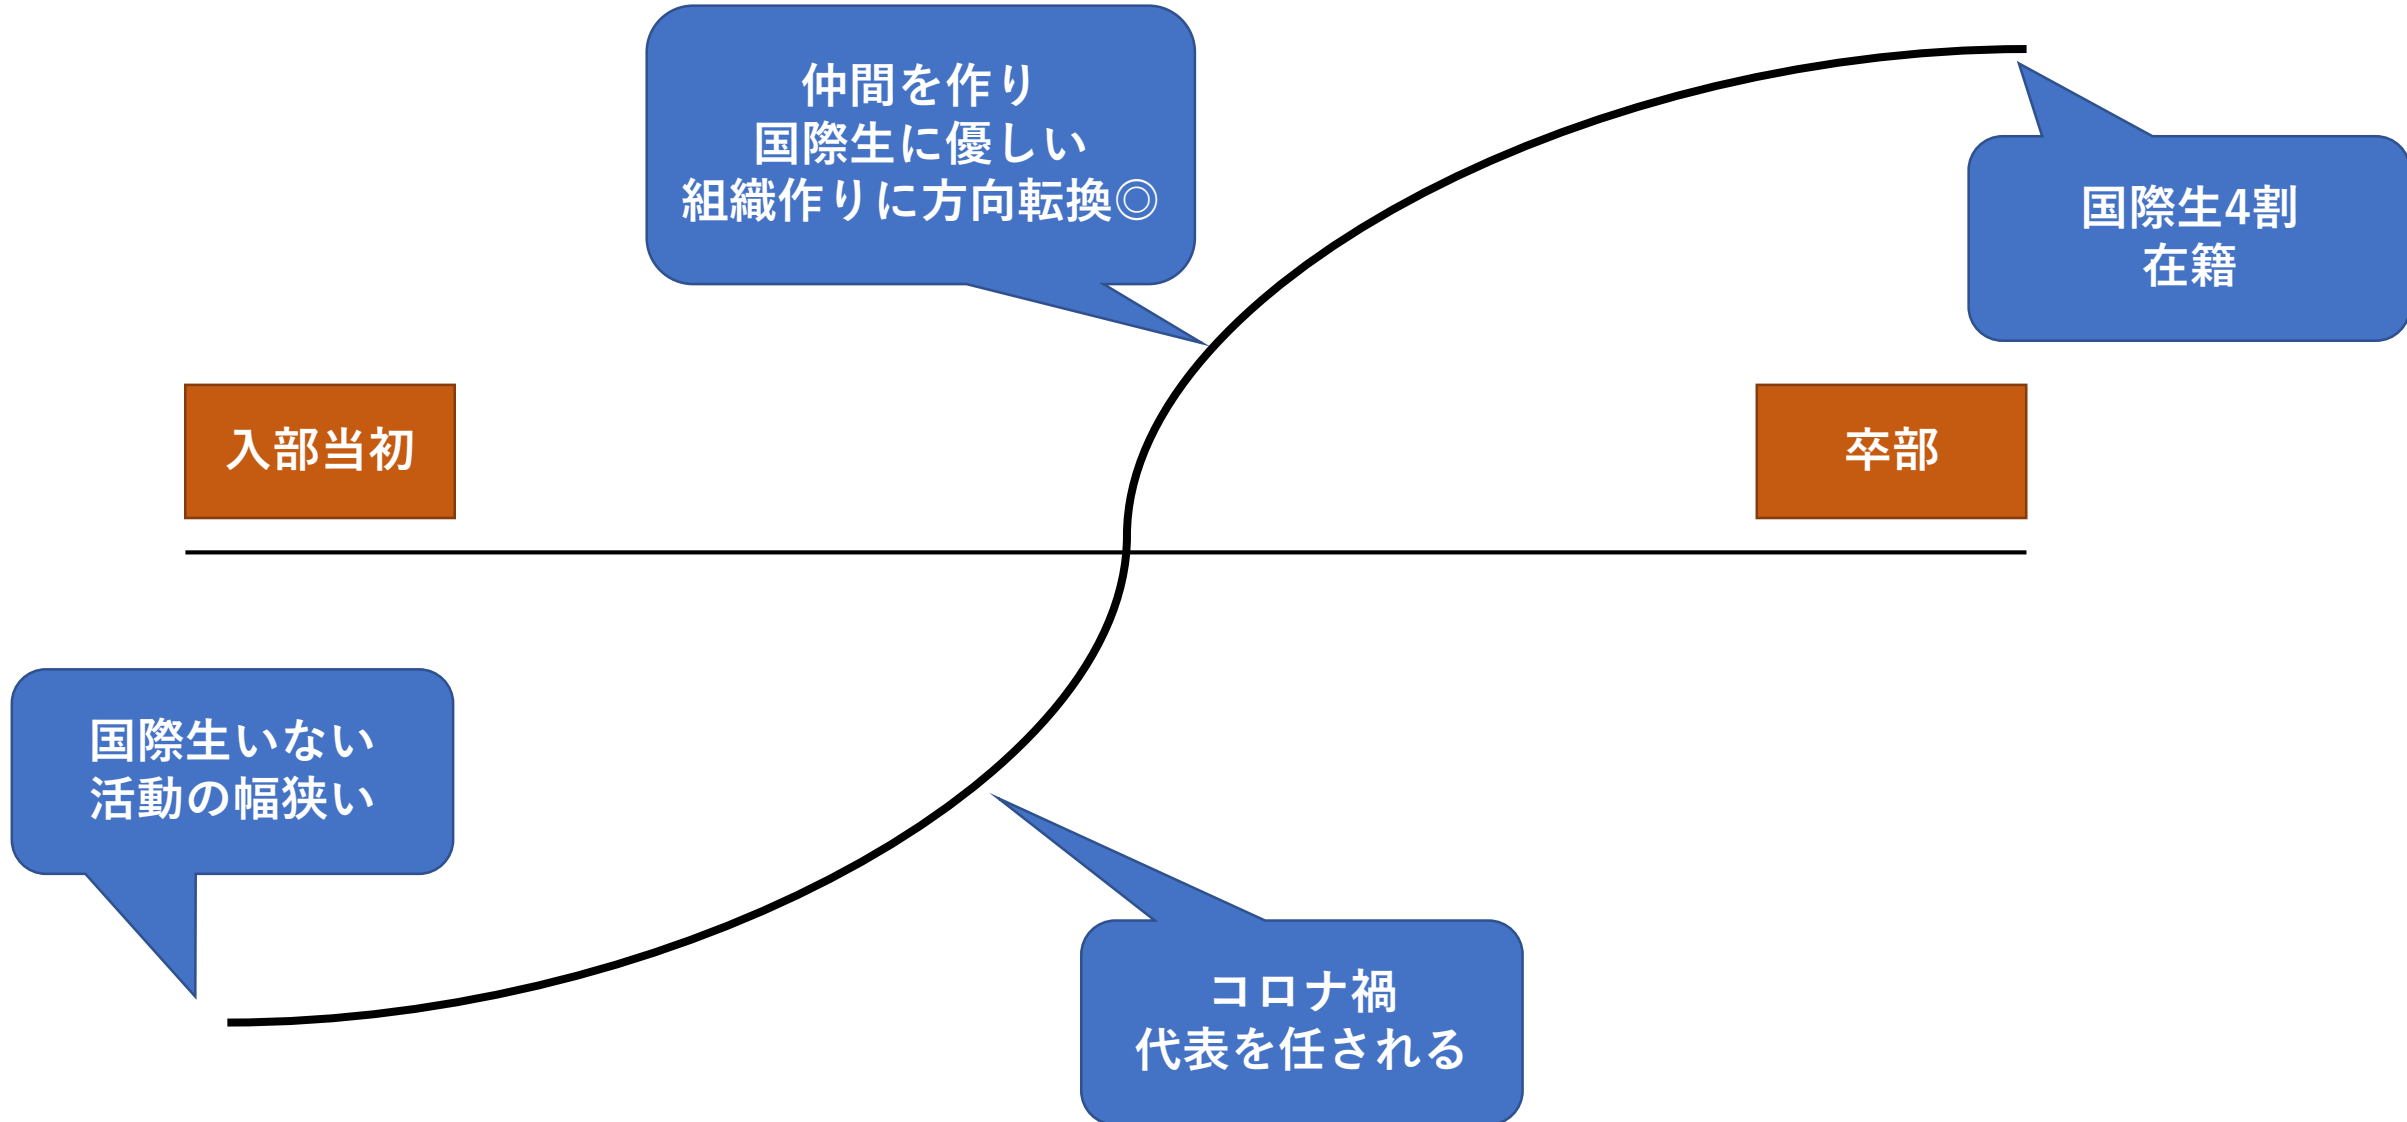 仲間を作り
国際生に優しい
組織作りに方向転換◎
国際生4割
在籍
入部当初
卒部
国際生いない
活動の幅狭い
コロナ禍
代表を任される